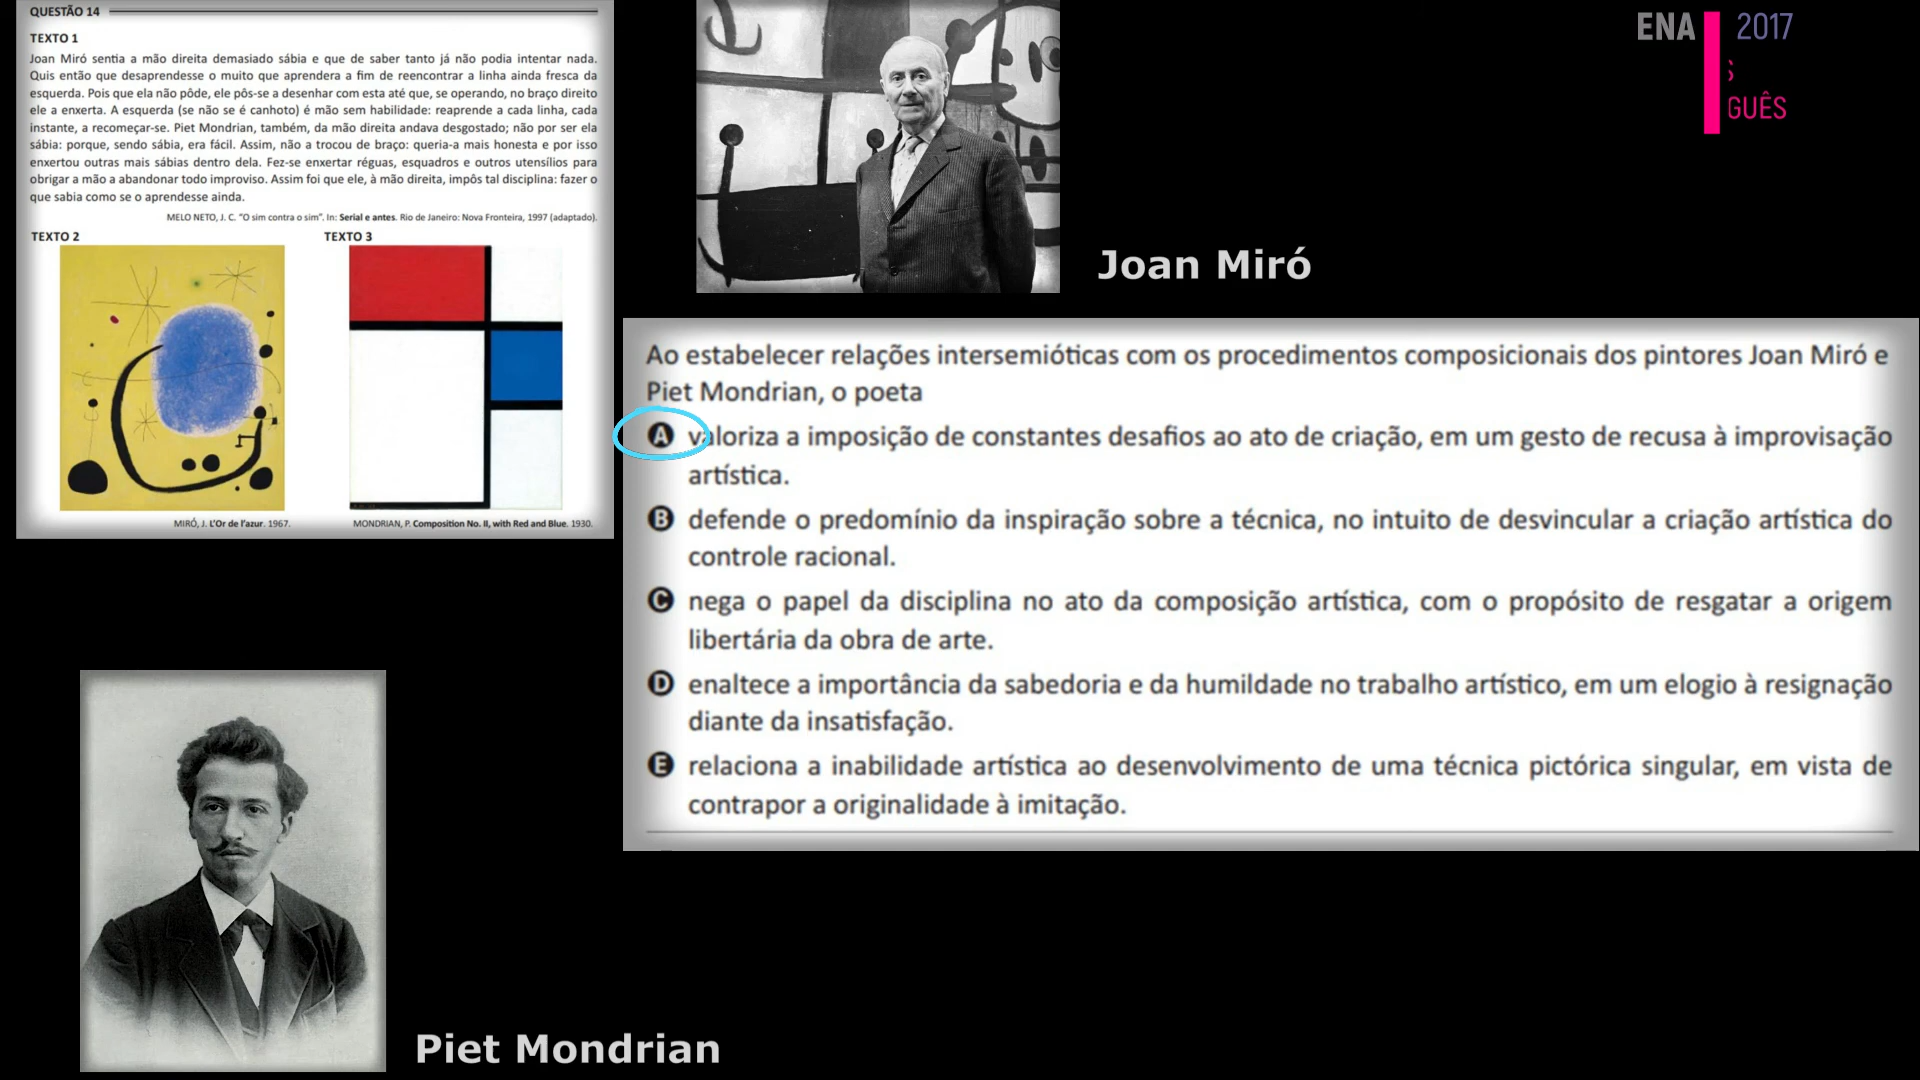 QUESTÃO 14
TEXTO 1
Joan Miró sentia a mão direita demasiado sábia e que de saber tanto já não podia intentar nada.
Quis então que desaprendesse o muito que aprendera a fim de reencontrar a linha ainda fresca da
esquerda. Pois que ela não pôde, ele pôs-se a desenhar com esta até que, se operando, no braço direito
ele a enxerta. A esquerda (se não se é canhoto) é mão sem habilidade: reaprende a cada linha, cada
instante, a recomeçar-se. Piet Mondrian, também, da mão direita andava desgostado; não por ser ela
sábia: porque, sendo sábia, era fácil. Assim, não a trocou de braço: queria-a mais honesta e por isso
enxertou outras mais sábias dentro dela. Fez-se enxertar réguas, esquadros e outros utensílios para
obrigar a mão a abandonar todo improviso. Assim foi que ele, à mão direita, impôs tal disciplina: fazer o
que sabia como se o aprendesse ainda.
MELO NETO, J. C. "O sim contra o sim". In: Serial e antes. Rio de Janeiro: Nova Fronteira, 1997 (adaptado).
TEXTO 2
TEXTO 3
MIRÓ, J. L'Or de l'azur. 1967.
MONDRIAN, P. Composition No. II, with Red and Blue. 1930.
Joan Miró
ENA 2017
S
GUÊS
Ao estabelecer relações intersemióticas com os procedimentos composicionais dos pintores Joan Miró e
Piet Mondrian, o poeta
A valoriza a imposição de constantes desafios ao ato de criação, em um gesto de recusa à improvisação
artística.
B defende o predomínio da inspiração sobre a técnica, no intuito de desvincular a criação artística do
controle racional.
C nega o papel da disciplina no ato da composição artística, com o propósito de resgatar a origem
libertária da obra de arte.
D enaltece a importância da sabedoria e da humildade no trabalho artístico, em um elogio à resignação
diante da insatisfação.
E relaciona a inabilidade artística ao desenvolvimento de uma técnica pictórica singular, em vista de
contrapor a originalidade à imitação.
Piet Mondrian